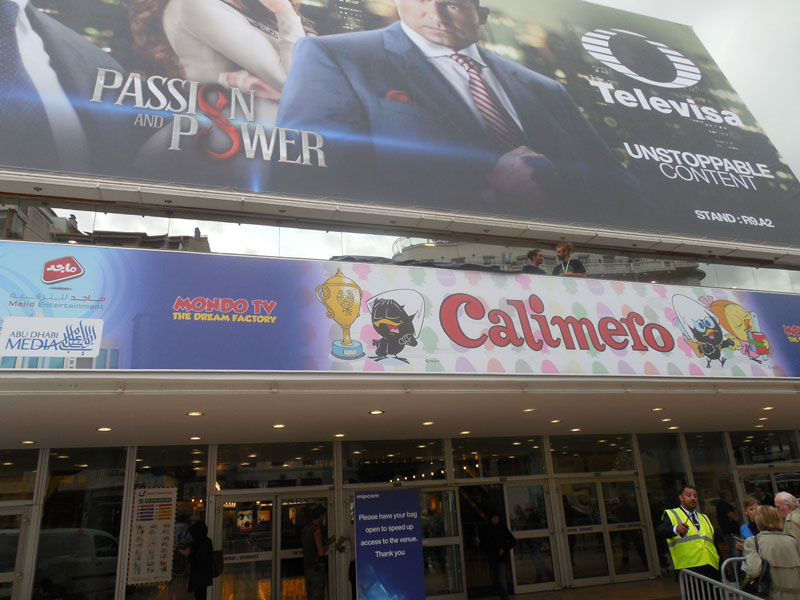 PASSION
AND POWER
Televisa
UNSTOPPABLE
CONTENT
STAND : R9.A2
ماجد
ماجد للترفيه
Majid Entertainment
ABU DHABI
MEDIA
MONDO TV
THE DREAM FACTORY
Calimero
mipcom
Please have your bag
open to speed up
access to the venue.
Thank you